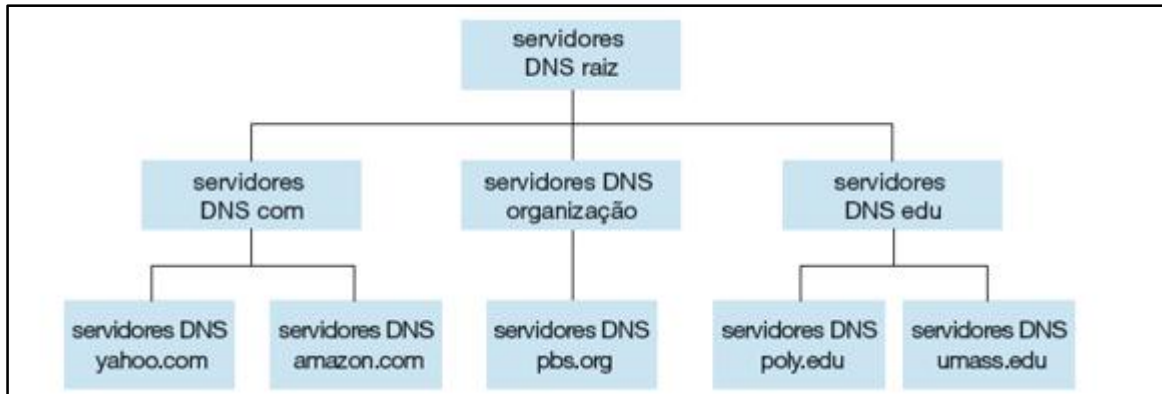 servidores
DNS raiz
servidores
DNS com
servidores DNS
organização
servidores
DNS edu
servidores DNS
yahoo.com
servidores DNS
amazon.com
servidores DNS
pbs.org
servidores DNS
poly.edu
servidores DNS
umass.edu